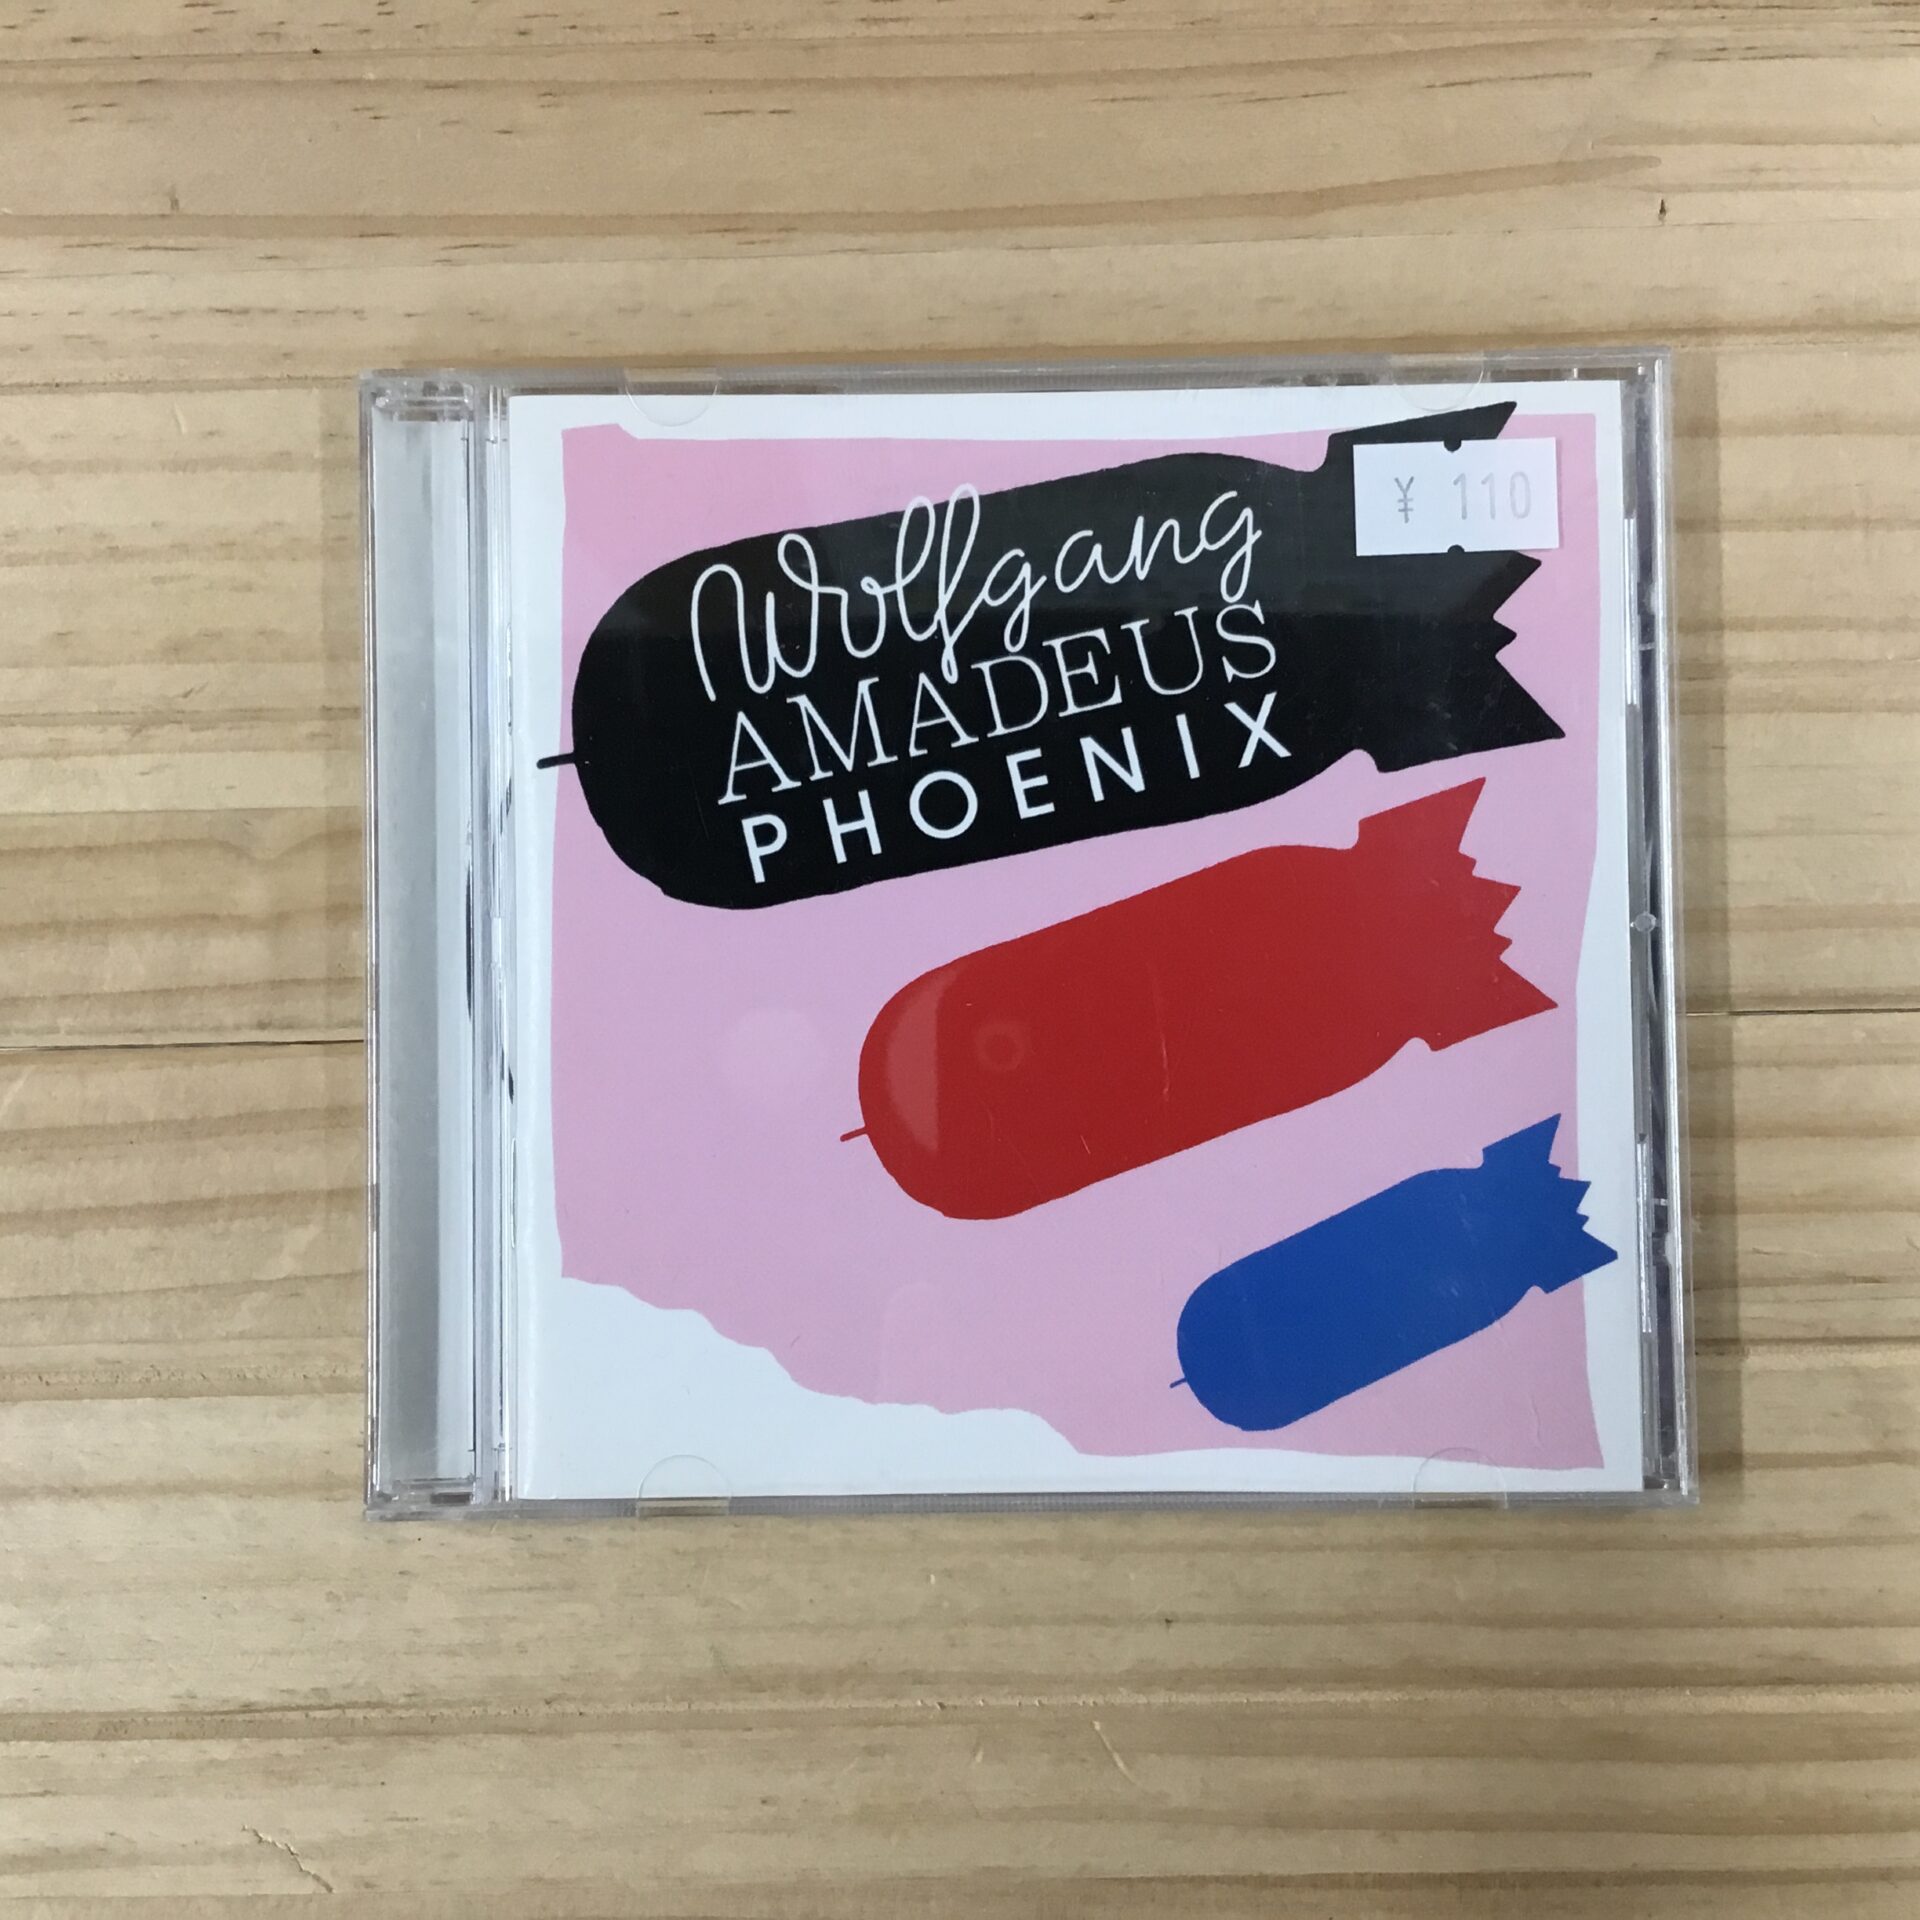 ¥ 110
Wolfgang
AMADEUS
PHOENIX